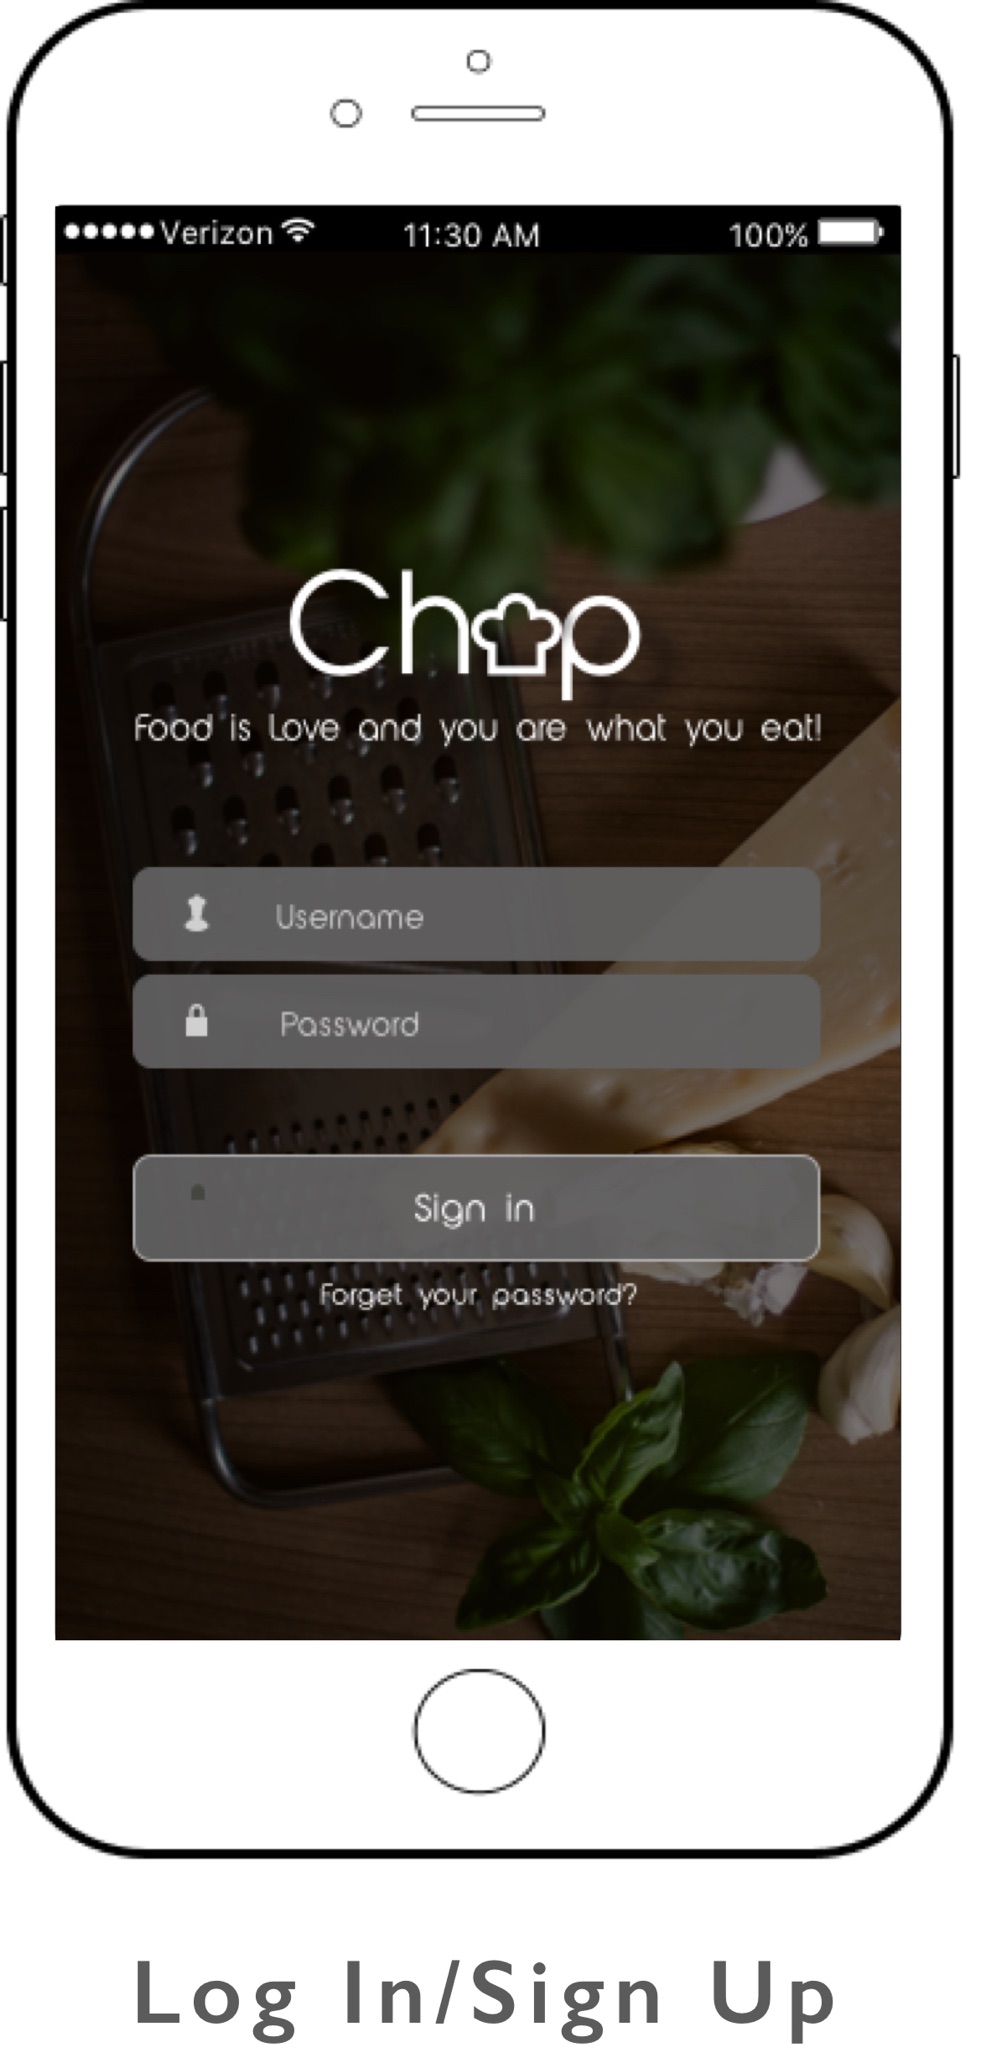 Verizon 11:30 AM 100%
Chop
Food is Love and you are what you eat!
Username
Password
Sign in
Forget your password?
Log In/Sign Up